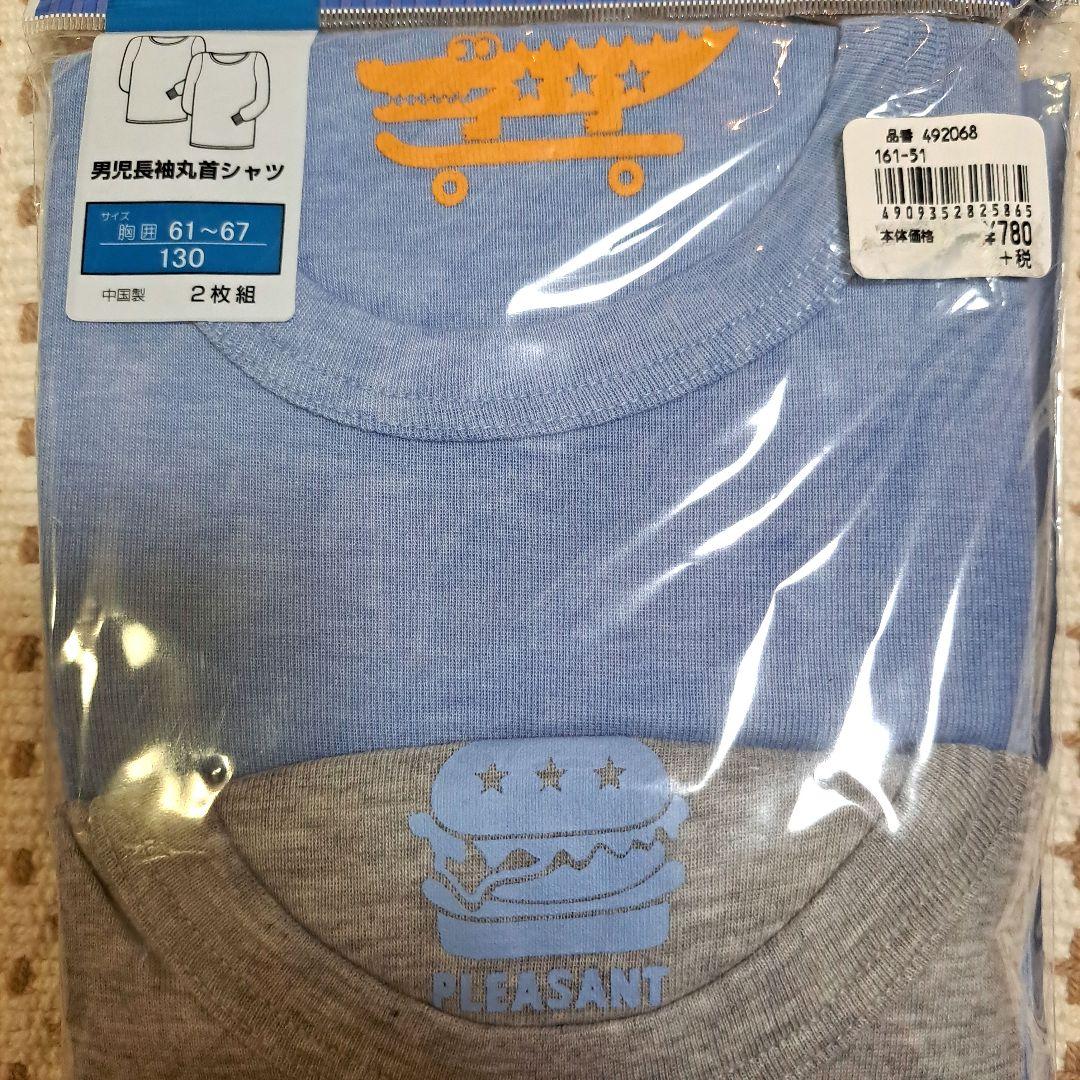 男児長袖丸首シャツ
サイズ
胸囲 61～67
130
中国製 2枚組
品番 492068
161-51
4909352825865
本体価格 ¥780
+税
PLEASANT